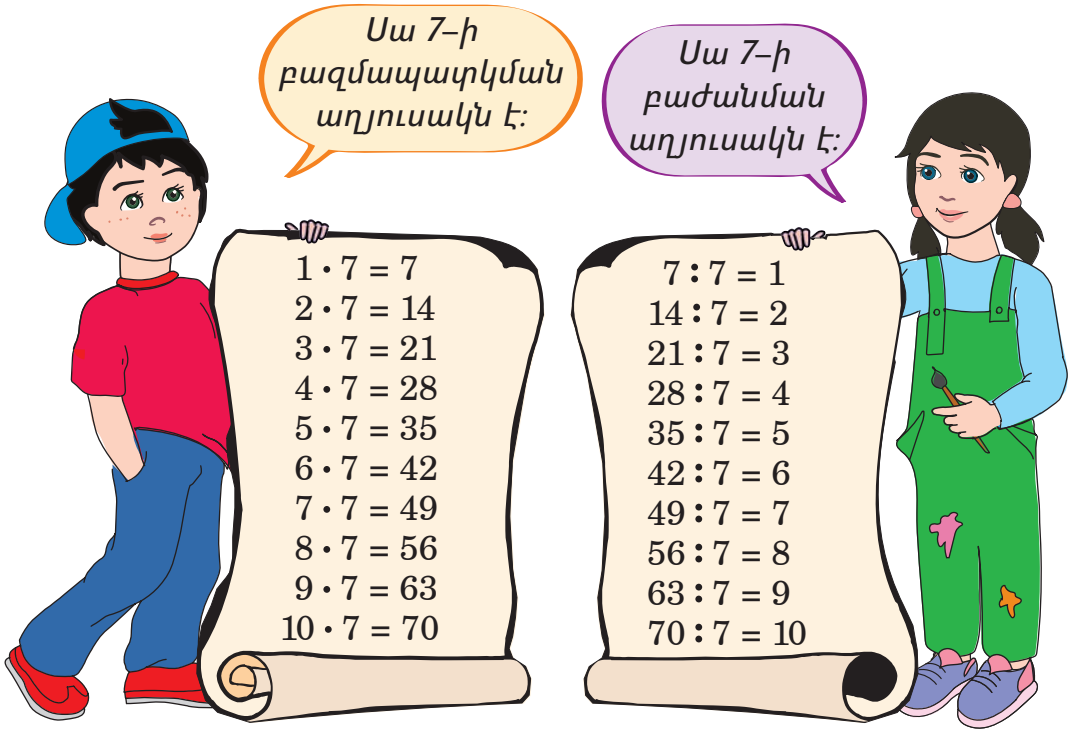 Սա 7–ի
բազմապատկման
աղյուսակն է:
Սա 7–ի
բաժանման
աղյուսակն է:
1 · 7 = 7
2 · 7 = 14
3 · 7 = 21
4 · 7 = 28
5 · 7 = 35
6 · 7 = 42
7 · 7 = 49
8 · 7 = 56
9 · 7 = 63
10 · 7 = 70
7 : 7 = 1
14 : 7 = 2
21 : 7 = 3
28 : 7 = 4
35 : 7 = 5
42 : 7 = 6
49 : 7 = 7
56 : 7 = 8
63 : 7 = 9
70 : 7 = 10